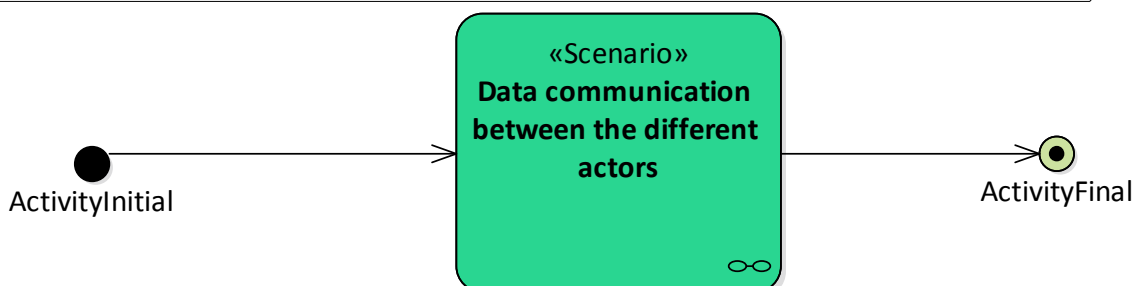 «Scenario»
Data communication
between the different
actors
ActivityInitial
ActivityFinal